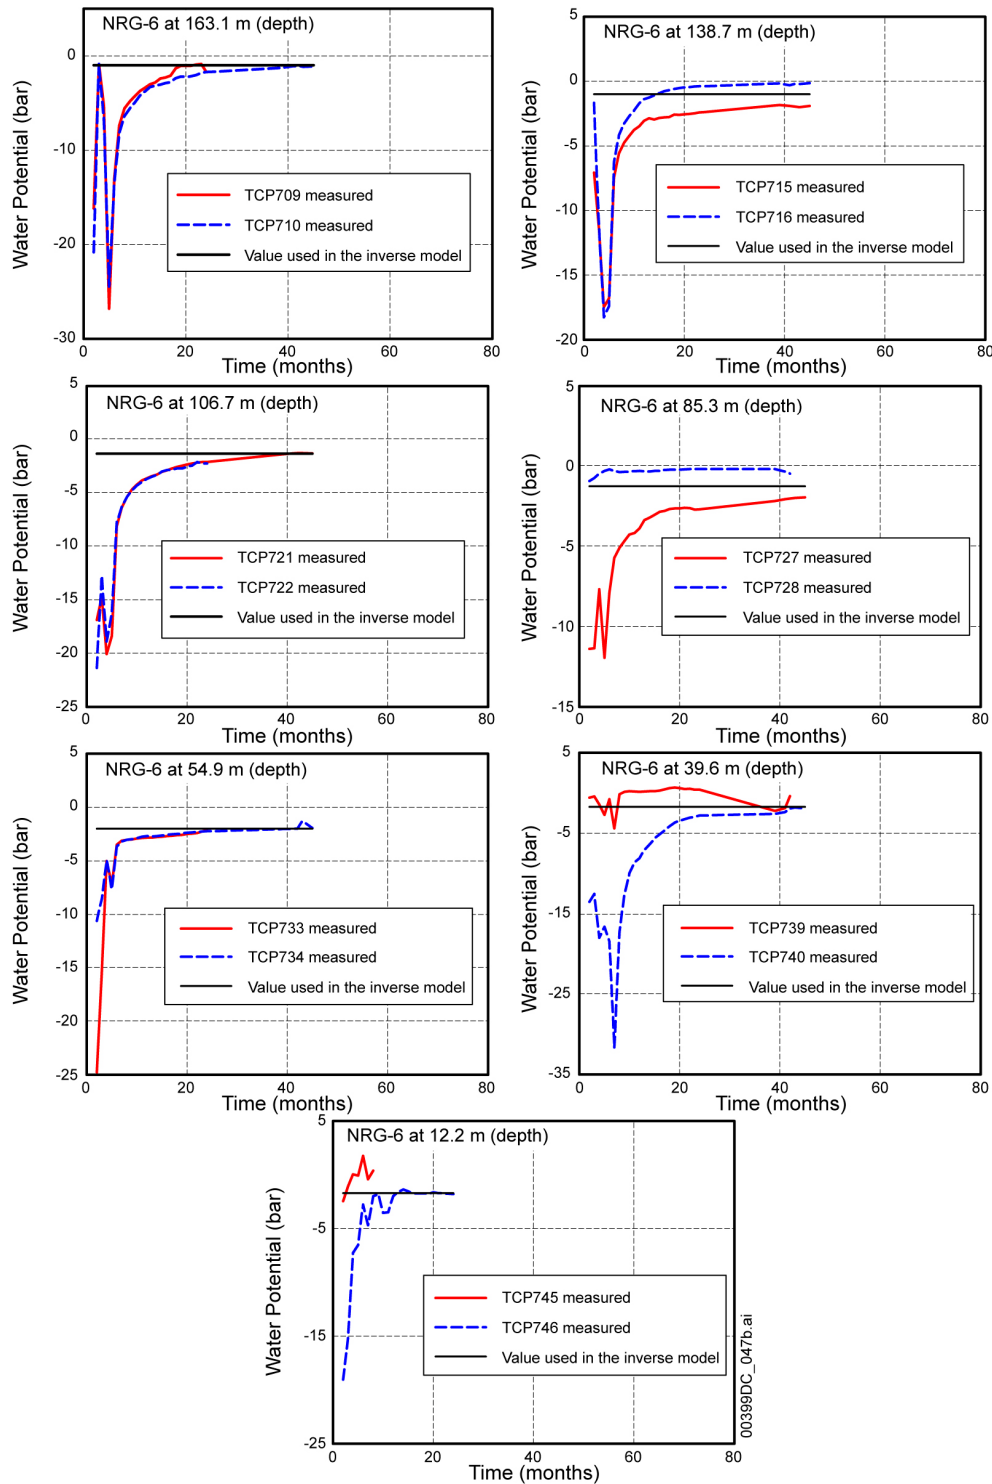 NRG-6 at 163.1 m (depth)
Water Potential (bar)
0
-10
-20
-30
TCP709 measured
TCP710 measured
Value used in the inverse model
0 20 40 60 80
Time (months)
NRG-6 at 138.7 m (depth)
Water Potential (bar)
5
0
-5
-10
-15
-20
TCP715 measured
TCP716 measured
Value used in the inverse model
0 20 40 60 80
Time (months)
NRG-6 at 106.7 m (depth)
Water Potential (bar)
5
0
-5
-10
-15
-20
-25
TCP721 measured
TCP722 measured
Value used in the inverse model
0 20 40 60 80
Time (months)
NRG-6 at 85.3 m (depth)
Water Potential (bar)
5
0
-5
-10
-15
TCP727 measured
TCP728 measured
Value used in the inverse model
0 20 40 60 80
Time (months)
NRG-6 at 54.9 m (depth)
Water Potential (bar)
5
0
-5
-10
-15
-20
-25
TCP733 measured
TCP734 measured
Value used in the inverse model
0 20 40 60 80
Time (months)
NRG-6 at 39.6 m (depth)
Water Potential (bar)
5
-5
-15
-25
-35
TCP739 measured
TCP740 measured
Value used in the inverse model
0 20 40 60 80
Time (months)
NRG-6 at 12.2 m (depth)
Water Potential (bar)
5
-5
-15
-25
TCP745 measured
TCP746 measured
Value used in the inverse model
0 20 40 60 80
Time (months)
00399DC_047b.ai